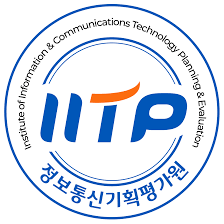 Institute of Information & Communications Technology Planning & Evaluation
IITP
정보통신기획평가원